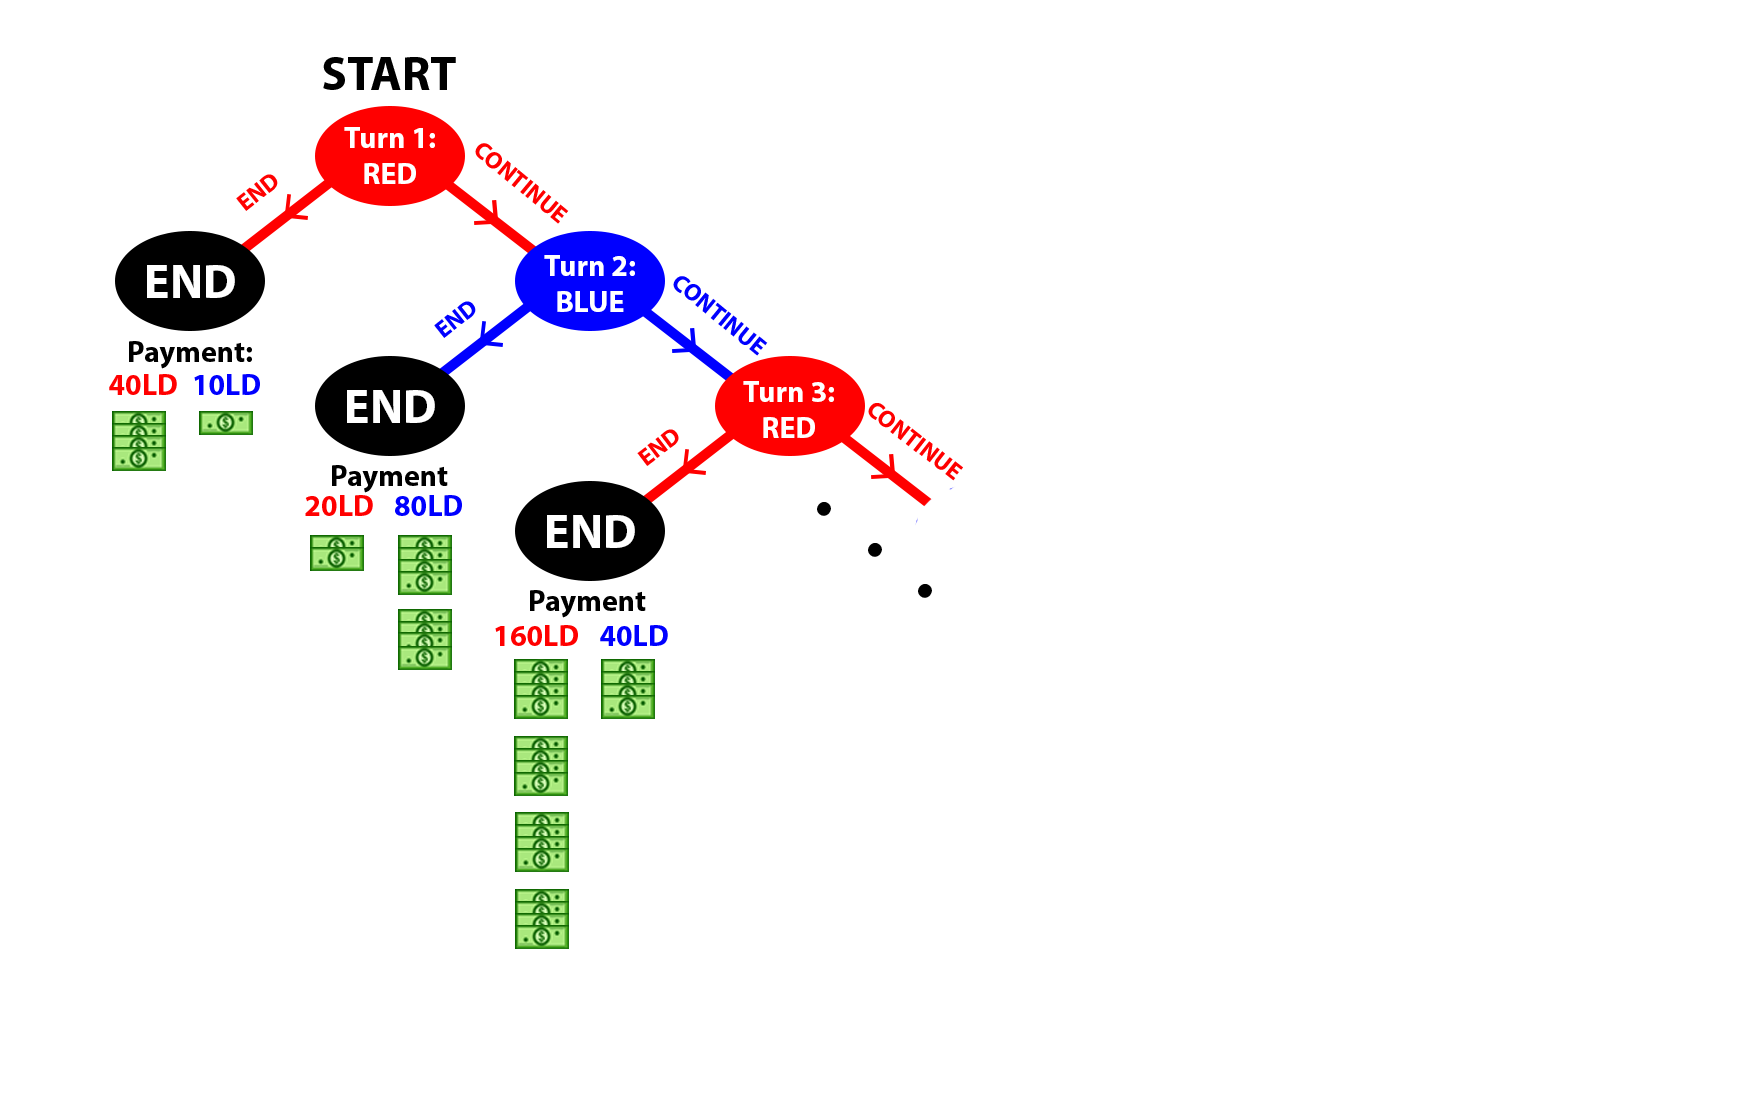 START
Turn 1:
RED
END
CONTINUE
END
Payment:
40LD 10LD
Turn 2:
BLUE
END
CONTINUE
END
Payment
20LD 80LD
Turn 3:
RED
END
CONTINUE
END
Payment
160LD 40LD